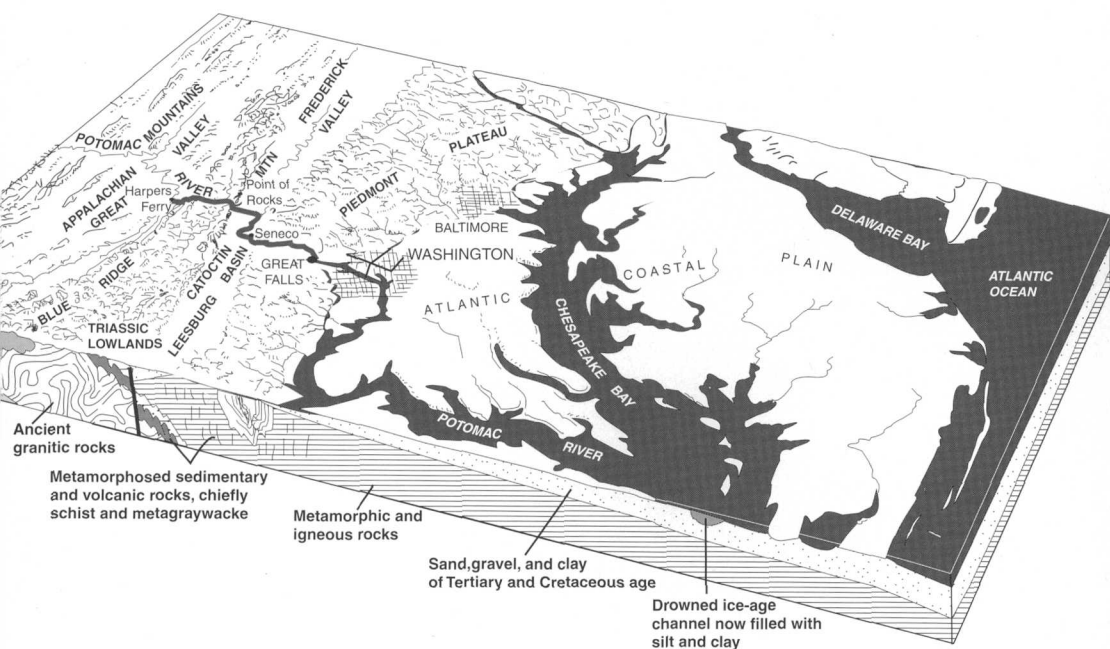 POTOMAC
RIVER
APPALACHIAN
MOUNTAINS
GREAT
VALLEY
BLUE
RIDGE
Harpers
Ferry
Point of
Rocks
CATOCTIN
MTN
FREDERICK
VALLEY
LEESBURG
BASIN
TRIASSIC
LOWLANDS
Seneco
GREAT
FALLS
PIEDMONT
PLATEAU
BALTIMORE
WASHINGTON
ATLANTIC
COASTAL
PLAIN
CHESAPEAKE BAY
DELAWARE BAY
ATLANTIC
OCEAN
POTOMAC
RIVER
Ancient
granitic rocks
Metamorphosed sedimentary
and volcanic rocks, chiefly
schist and metagraywacke
Metamorphic and
igneous rocks
Sand,gravel, and clay
of Tertiary and Cretaceous age
Drowned ice-age
channel now filled with
silt and clay